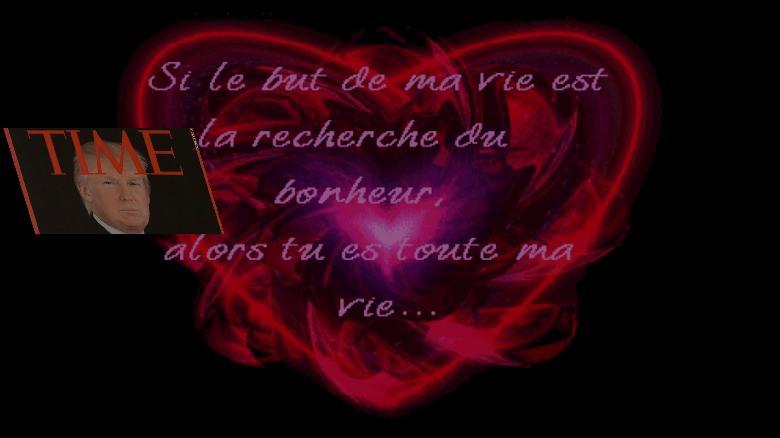 Si le but de ma vie est
TIME
la recherche du
bonheur,
alors tu es toute ma
vie...